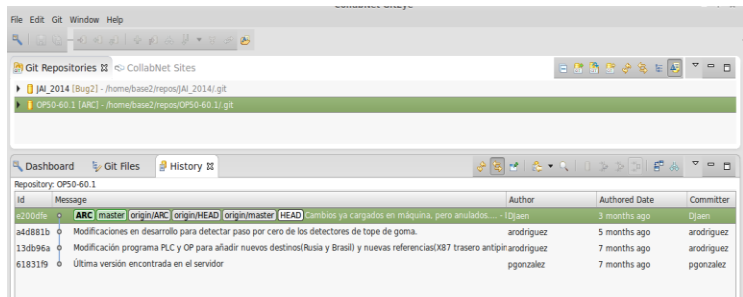 CollabNet GitEye
File Edit Git Window Help
Git Repositories CollabNet Sites
JAI_2014 [Bug2] - /home/base2/repos/JAI_2014/.git
OP50-60.1 [ARC] - /home/base2/repos/OP50-60.1/.git
Dashboard Git Files History
Repository: OP50-60.1
Id Message Author Authored Date Committer
e200dfe ARC master origin/ARC origin/HEAD origin/master HEAD Cambios ya cargados en máquina, pero anulados.... - DJaen 3 months ago DJaen
a4d881b Modificaciones en desarrollo para detectar paso por cero de los detectores de tope de goma. arodriguez 5 months ago arodriguez
13db96a Modificación programa PLC y OP para añadir nuevos destinos(Rusia y Brasil) y nuevas referencias(X87 trasero antipin arodriguez 7 months ago arodriguez
61831f9 Última versión encontrada en el servidor pgonzalez 7 months ago pgonzalez